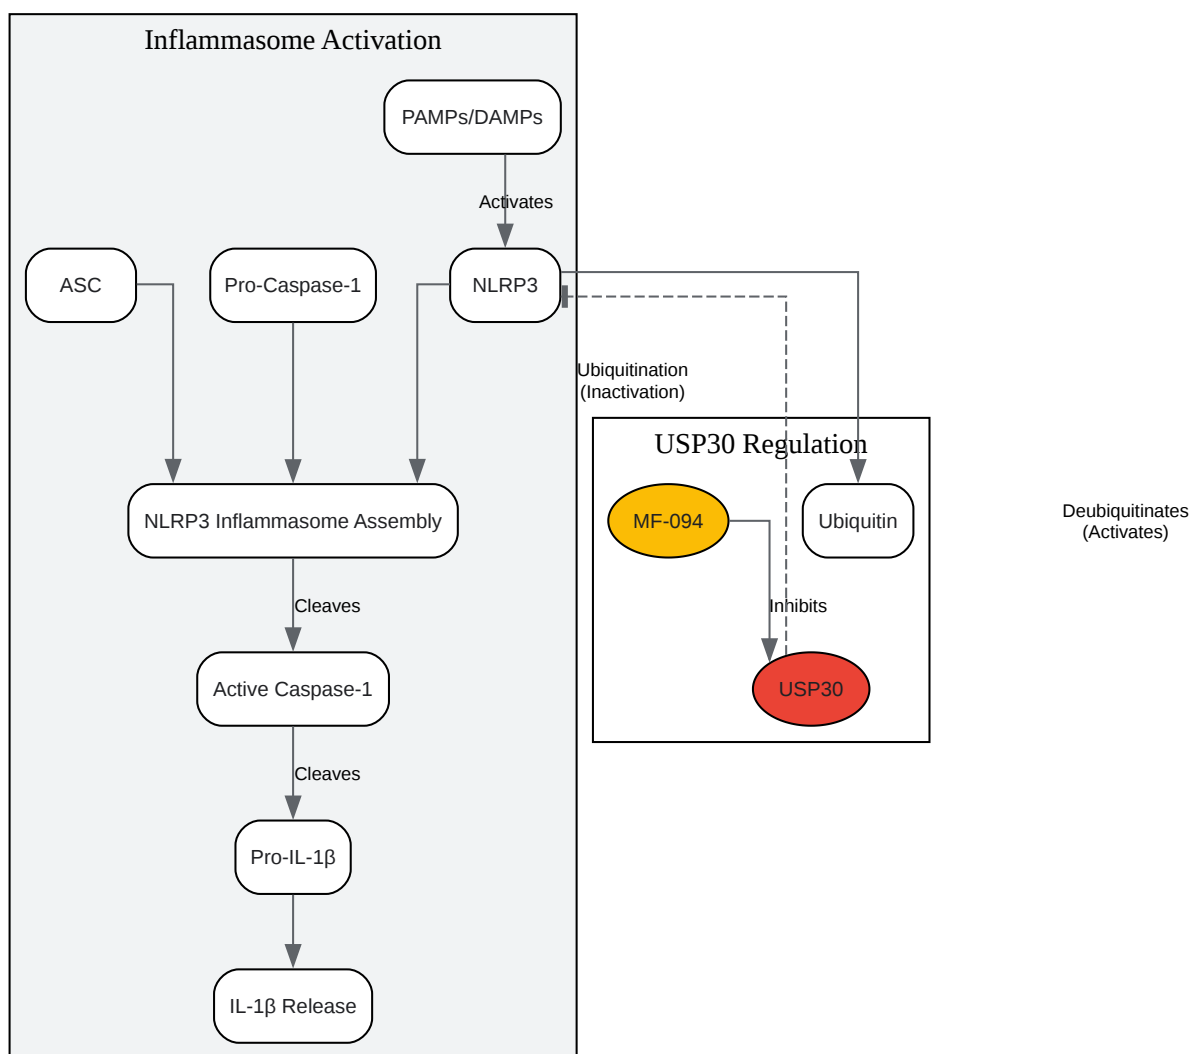 Inflammasome Activation
PAMPs/DAMPs
Activates
ASC
Pro-Caspase-1
NLRP3
Ubiquitination
(Inactivation)
NLRP3 Inflammasome Assembly
Cleaves
Active Caspase-1
Cleaves
Pro-IL-1β
IL-1β Release
USP30 Regulation
MF-094
Ubiquitin
Inhibits
USP30
Deubiquitinates
(Activates)